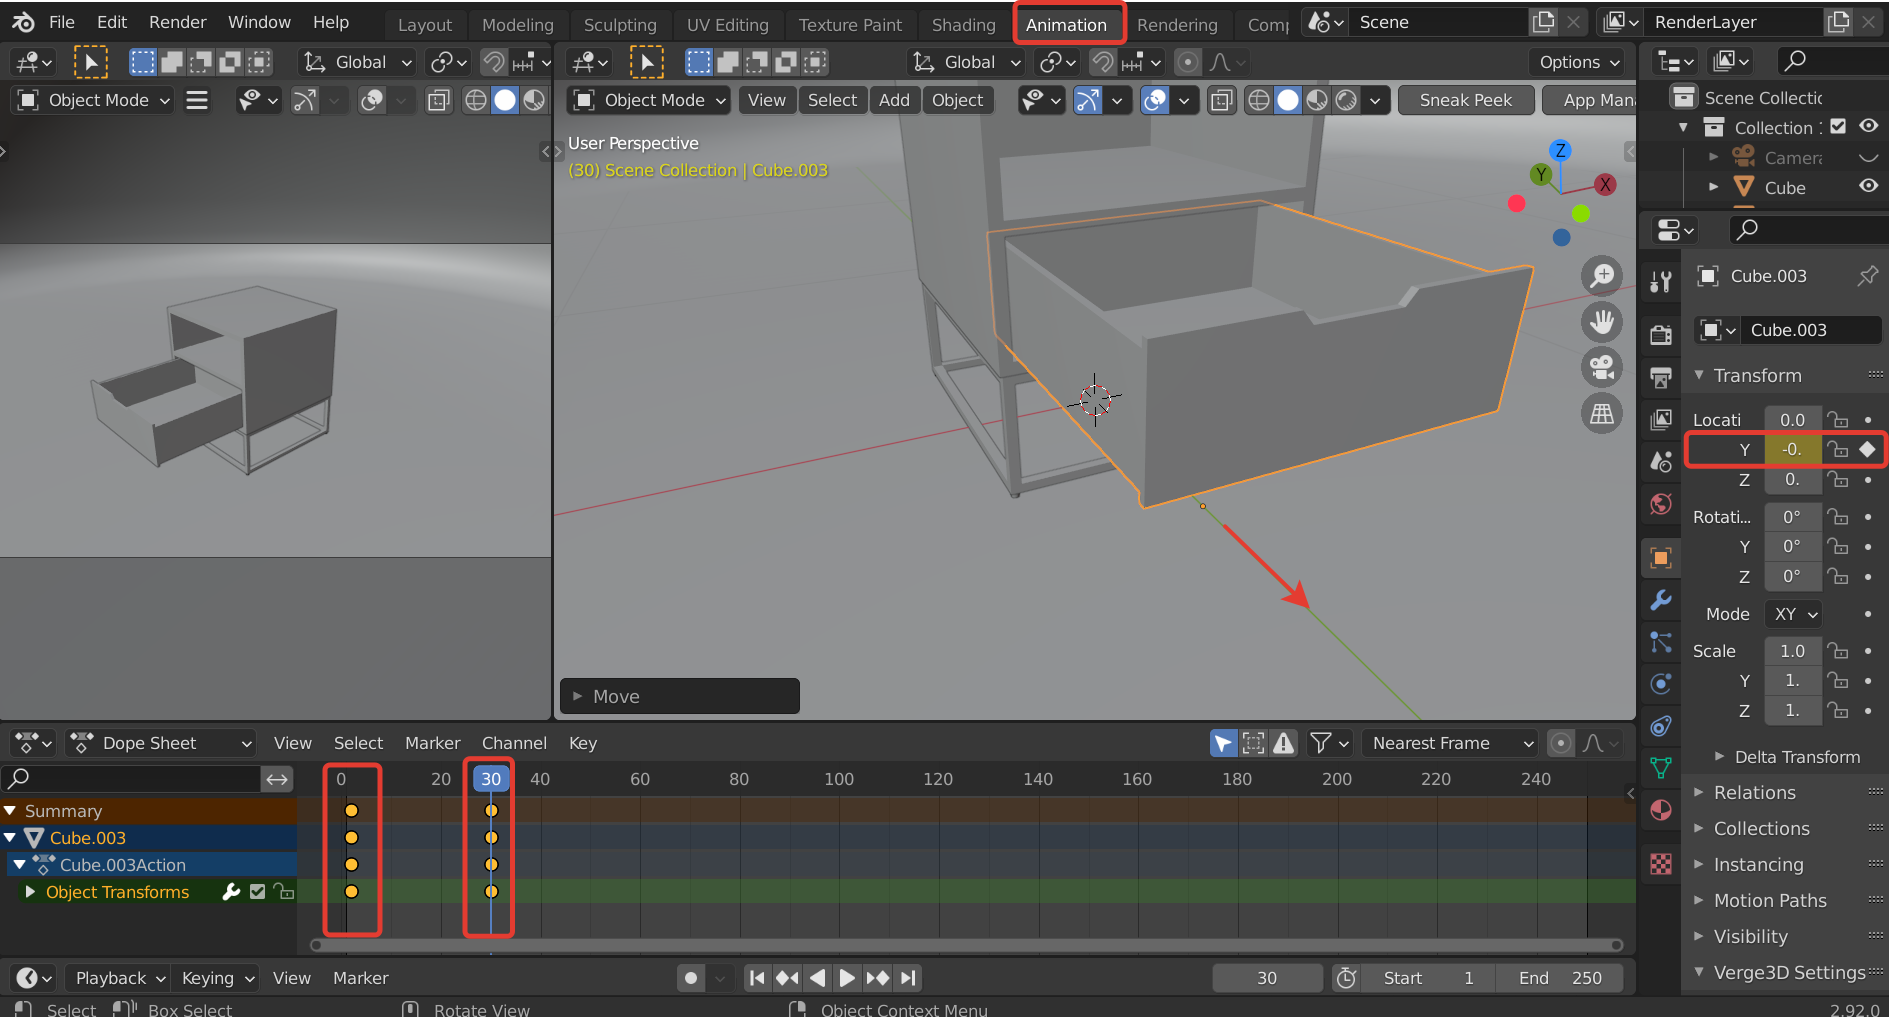 File Edit Render Window Help Layout Modeling Sculpting UV Editing Texture Paint Shading Animation Rendering Scene RenderLayer
Global Global Options
Object Mode Object Mode View Select Add Object Sneak Peek App Man
User Perspective
(30) Scene Collection | Cube.003
Z
Y
X
Move
Scene Collectic
Collection
Camera
Cube
Cube.003
Cube.003
Transform
Locati 0.0
Y -0.
Z 0.
Rotati... 0°
Y 0°
Z 0°
Mode XY
Scale 1.0
Y 1.
Z 1.
Delta Transform
Relations
Collections
Instancing
Motion Paths
Visibility
Verge3D Settings
Dope Sheet View Select Marker Channel Key Nearest Frame
0 20 30 40 60 80 100 120 140 160 180 200 220 240
Summary
Cube.003
Cube.003Action
Object Transforms
Playback Keying View Marker 30 Start 1 End 250
Select Box Select Rotate View Object Context Menu 2.92.0